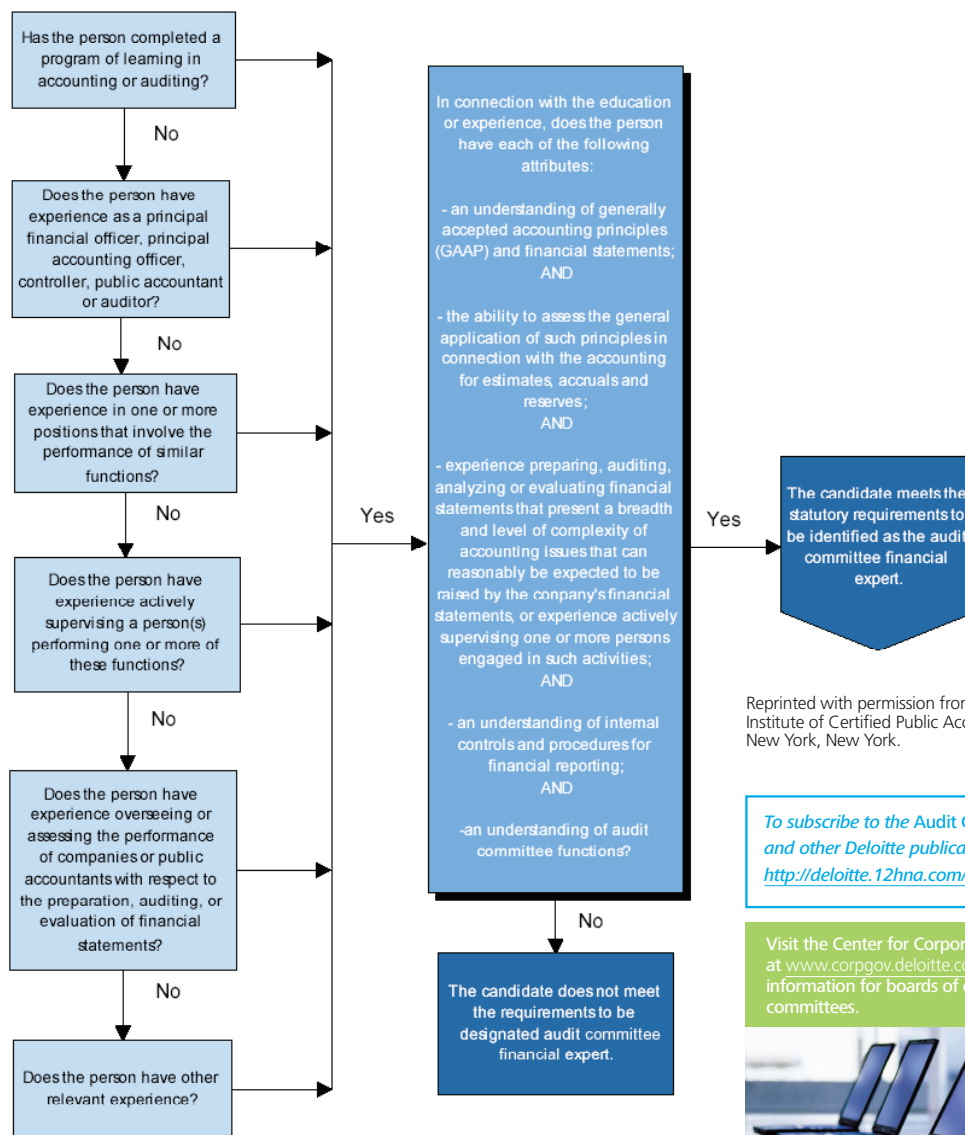 Has the person completed a
program of learning in
accounting or auditing?
No
Does the person have
experience as a principal
financial officer, principal
accounting officer,
controller, public accountant
or auditor?
No
Does the person have
experience in one or more
positions that involve the
performance of similar
functions?
No
Does the person have
experience actively
supervising a person(s)
performing one or more of
these functions?
No
Does the person have
experience overseeing or
assessing the performance
of companies or public
accountants with respect to
the preparation, auditing, or
evaluation of financial
statements?
No
Does the person have other
relevant experience?
Yes
In connection with the education
or experience, does the person
have each of the following
attributes:
- an understanding of generally
accepted accounting principles
(GAAP) and financial statements;
AND
- the ability to assess the general
application of such principles in
connection with the accounting
for estimates, accruals and
reserves;
AND
- experience preparing, auditing,
analyzing or evaluating financial
statements that present a breadth
and level of complexity of
accounting issues that can
reasonably be expected to be
raised by the conpany's financial
statements, or experience actively
supervising one or more persons
engaged in such activities;
AND
- an understanding of internal
controls and procedures for
financial reporting;
AND
-an understanding of audit
committee functions?
No
The candidate does not meet
the requirements to be
designated audit committee
financial expert.
Yes
The candidate meets the
statutory requirements to
be identified as the audit
committee financial
expert.
Reprinted with permission
Institute of Certified Public
New York, New York.
To subscribe to the Audit
and other Deloitte
http://deloitte.12hna.com/
Visit the Center for
at www.corpgov.deloitte.
information for boards of
committees.